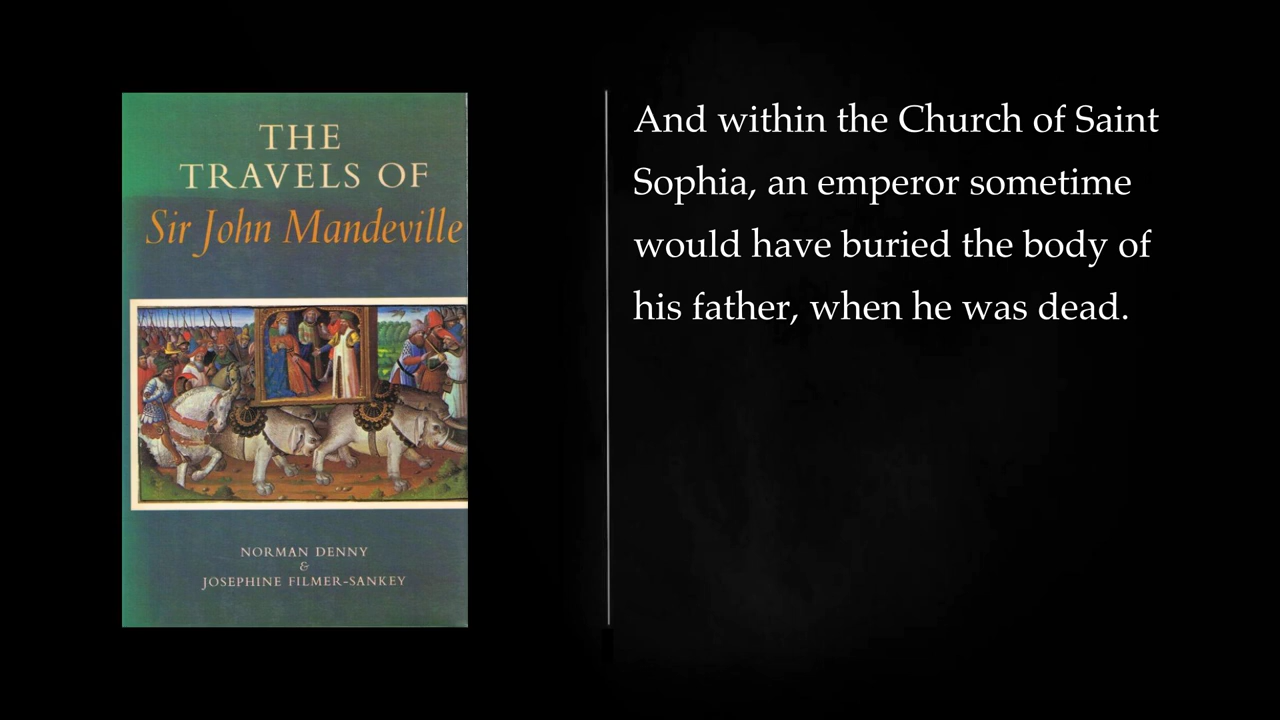 THE
TRAVELS OF
Sir John Mandeville
NORMAN DENNY
&
JOSEPHINE FILMER-SANKEY
And within the Church of Saint
Sophia, an emperor sometime
would have buried the body of
his father, when he was dead.